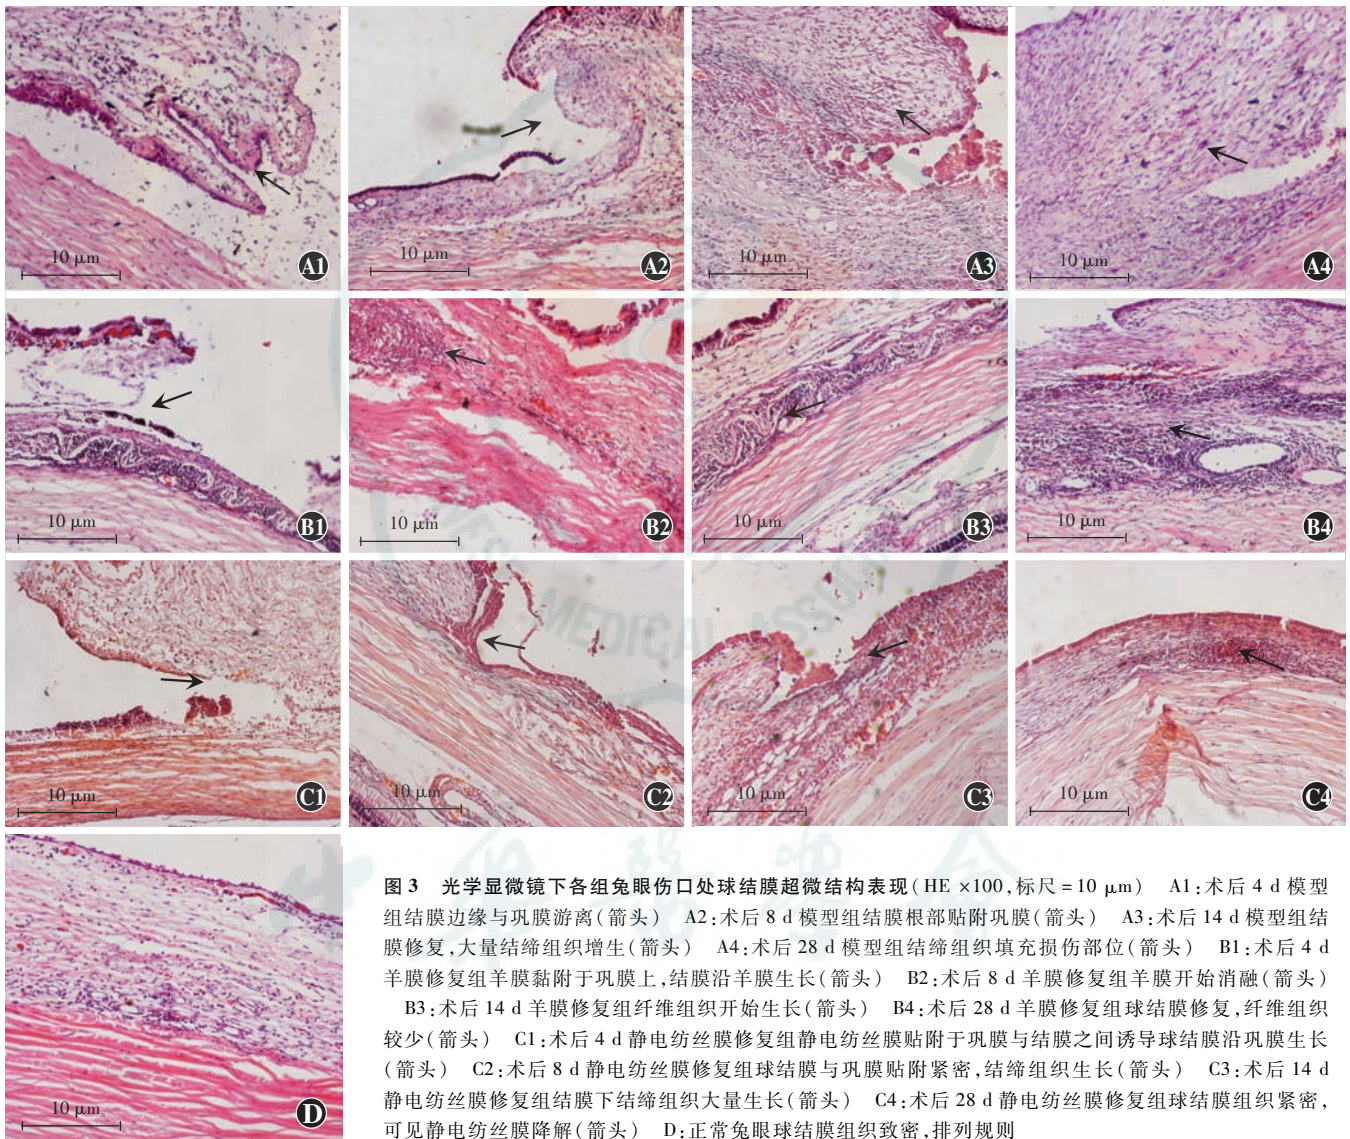 10 μm A1
10 μm A2
10 μm A3
10 μm A4
10 μm B1
10 μm B2
10 μm B3
10 μm B4
10 μm C1
10 μm C2
10 μm C3
10 μm C4
10 μm D
MEDICAL ASSOC
中华医学会
图 3 光学显微镜下各组兔眼伤口处球结膜超微结构表现(HE ×100,标尺=10 μm) A1:术后 4 d 模型
组结膜边缘与巩膜游离(箭头) A2:术后 8 d 模型组结膜根部贴附巩膜(箭头) A3:术后 14 d 模型组结
膜修复,大量结缔组织增生(箭头) A4:术后 28 d 模型组结缔组织填充损伤部位(箭头) B1:术后 4 d
羊膜修复组羊膜黏附于巩膜上,结膜沿羊膜生长(箭头) B2:术后 8 d 羊膜修复组羊膜开始消融(箭头)
B3:术后 14 d 羊膜修复组纤维组织开始生长(箭头) B4:术后 28 d 羊膜修复组球结膜修复,纤维组织
较少(箭头) C1:术后 4 d 静电纺丝膜修复组静电纺丝膜贴附于巩膜与结膜之间诱导球结膜沿巩膜生长
(箭头) C2:术后 8 d 静电纺丝膜修复组球结膜与巩膜贴附紧密,结缔组织生长(箭头) C3:术后 14 d
静电纺丝膜修复组结膜下结缔组织大量生长(箭头) C4:术后 28 d 静电纺丝膜修复组球结膜组织紧密,
可见静电纺丝膜降解(箭头) D:正常兔眼球结膜组织致密,排列规则